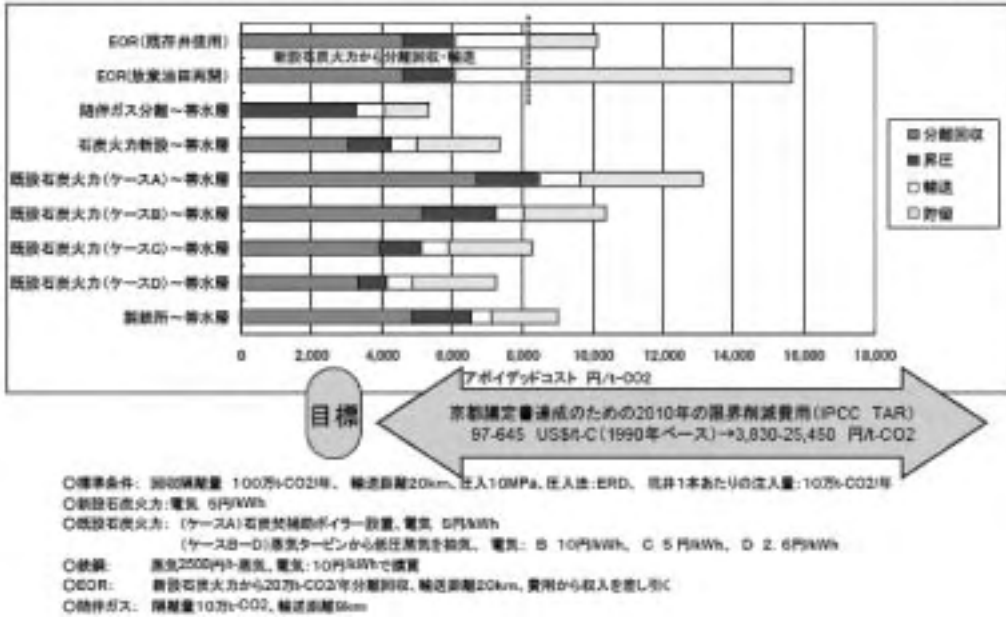 EOR(既存井使用)
新設石炭火力から分離回収・輸送
EOR(放棄油田再開)
随伴ガス分離～帯水層
石炭火力新設～帯水層
既設石炭火力(ケースA)～帯水層
既設石炭火力(ケースB)～帯水層
既設石炭火力(ケースC)～帯水層
既設石炭火力(ケースD)～帯水層
製鉄所～帯水層
分離回収
昇圧
輸送
貯留
0 2,000 4,000 6,000 8,000 10,000 12,000 14,000 16,000 18,000
アボイデッドコスト 円/t-CO2
目標
京都議定書達成のための2010年の限界削減費用(IPCC TAR)
97-645 US$/t-C(1990年ベース)→3,830-25,450 円/t-CO2
○標準条件: 回収隔離量 100万t-CO2/年、 輸送距離20km、圧入10MPa、圧入法:ERD、 坑井1本あたりの注入量:10万t-CO2/年
○新設石炭火力:電気 5円/kWh
○既設石炭火力: (ケースA)石炭焚補助ボイラー設置、電気 5円/kWh
(ケースB-D)蒸気タービンから低圧蒸気を抽気、 電気: B 10円/kWh、 C 5円/kWh、 D 2.6円/kWh
○鉄鋼: 蒸気2500円/t-蒸気、電気:10円/kWhで購買
○EOR: 新設石炭火力から20万t-CO2/年分離回収、輸送距離20km、費用から収入を差し引く
○随伴ガス: 隔離量10万t-CO2、輸送距離9km